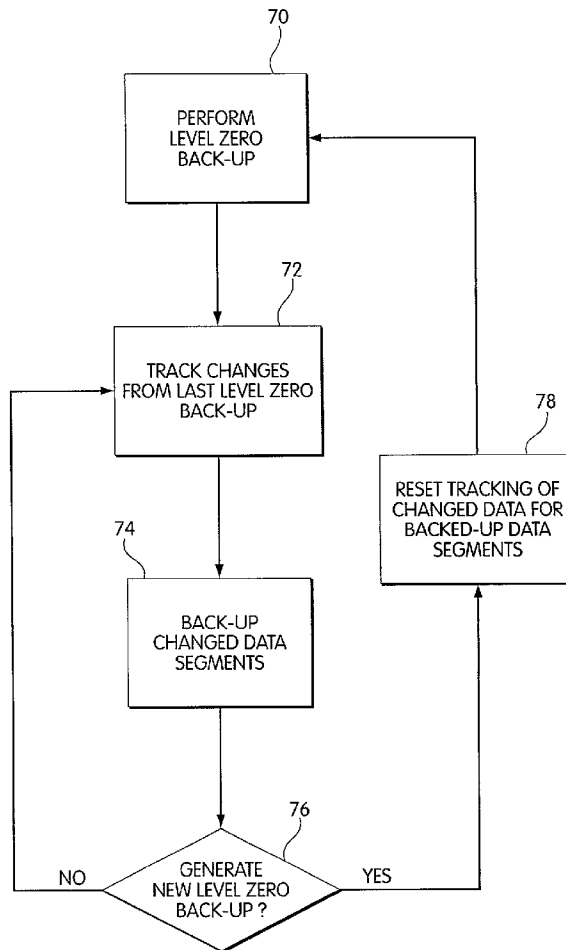 70
PERFORM
LEVEL ZERO
BACK-UP
72
TRACK CHANGES
FROM LAST LEVEL ZERO
BACK-UP
78
RESET TRACKING OF
CHANGED DATA FOR
BACKED-UP DATA
SEGMENTS
74
BACK-UP
CHANGED DATA
SEGMENTS
76
GENERATE
NEW LEVEL ZERO
BACK-UP ?
NO
YES